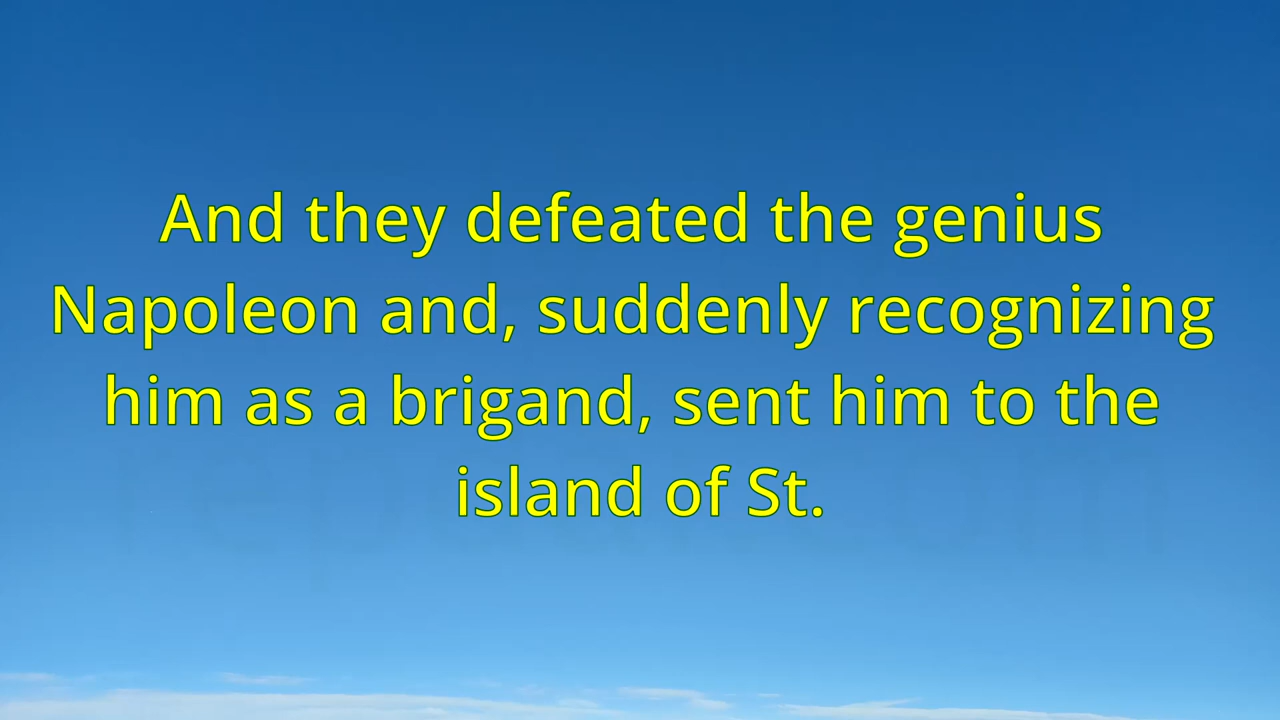 And they defeated the genius
Napoleon and, suddenly recognizing
him as a brigand, sent him to the
island of St.